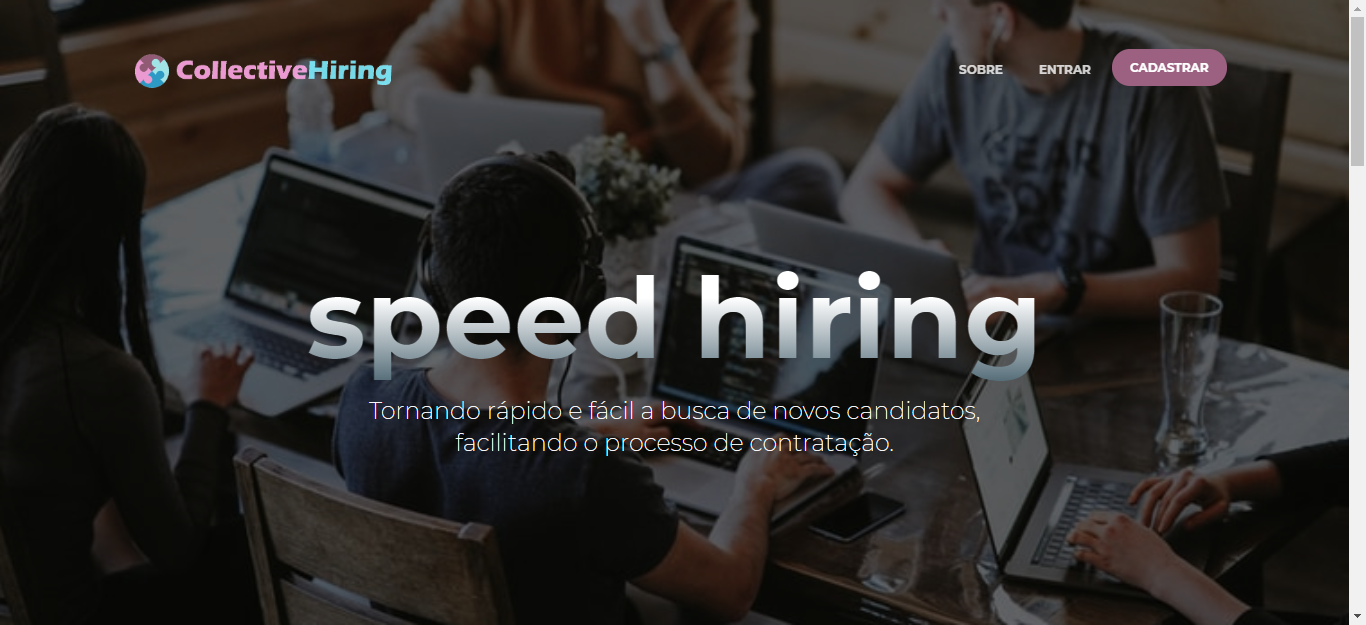 CollectiveHiring
SOBRE ENTRAR CADASTRAR
speed hiring
Tornando rápido e fácil a busca de novos candidatos,
facilitando o processo de contratação.